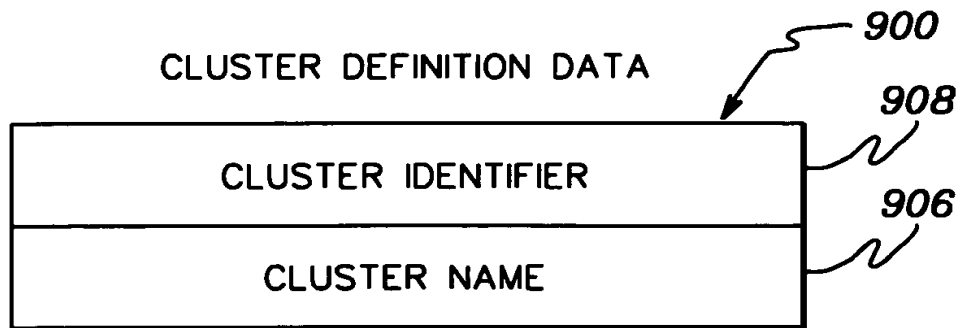 900
CLUSTER DEFINITION DATA
908
CLUSTER IDENTIFIER
906
CLUSTER NAME